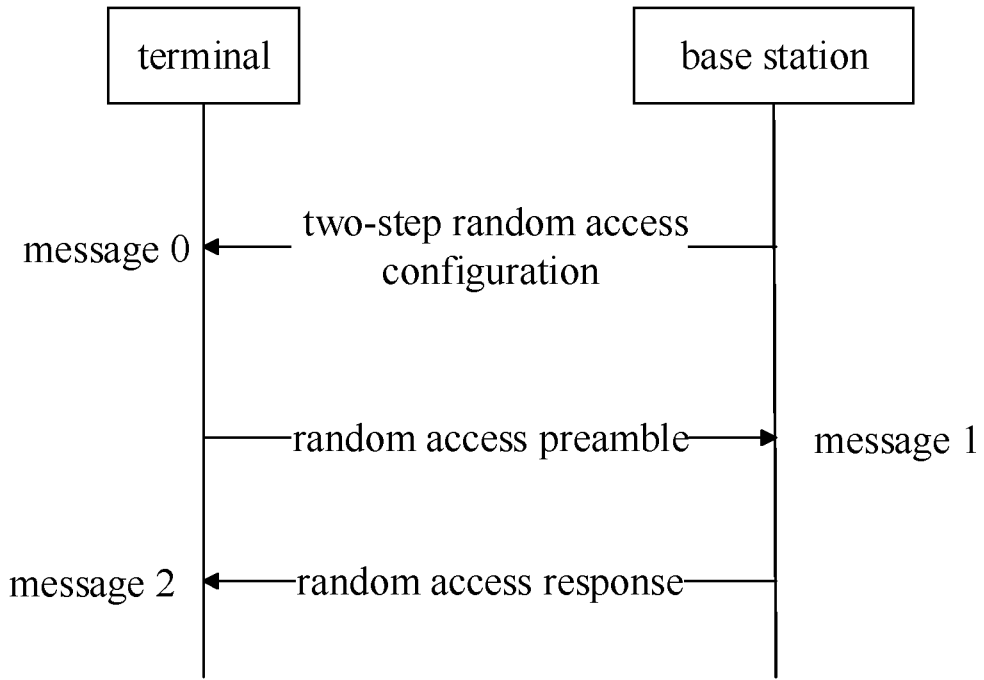 terminal
base station
two-step random access
message 0
configuration
random access preamble
message 1
message 2
random access response